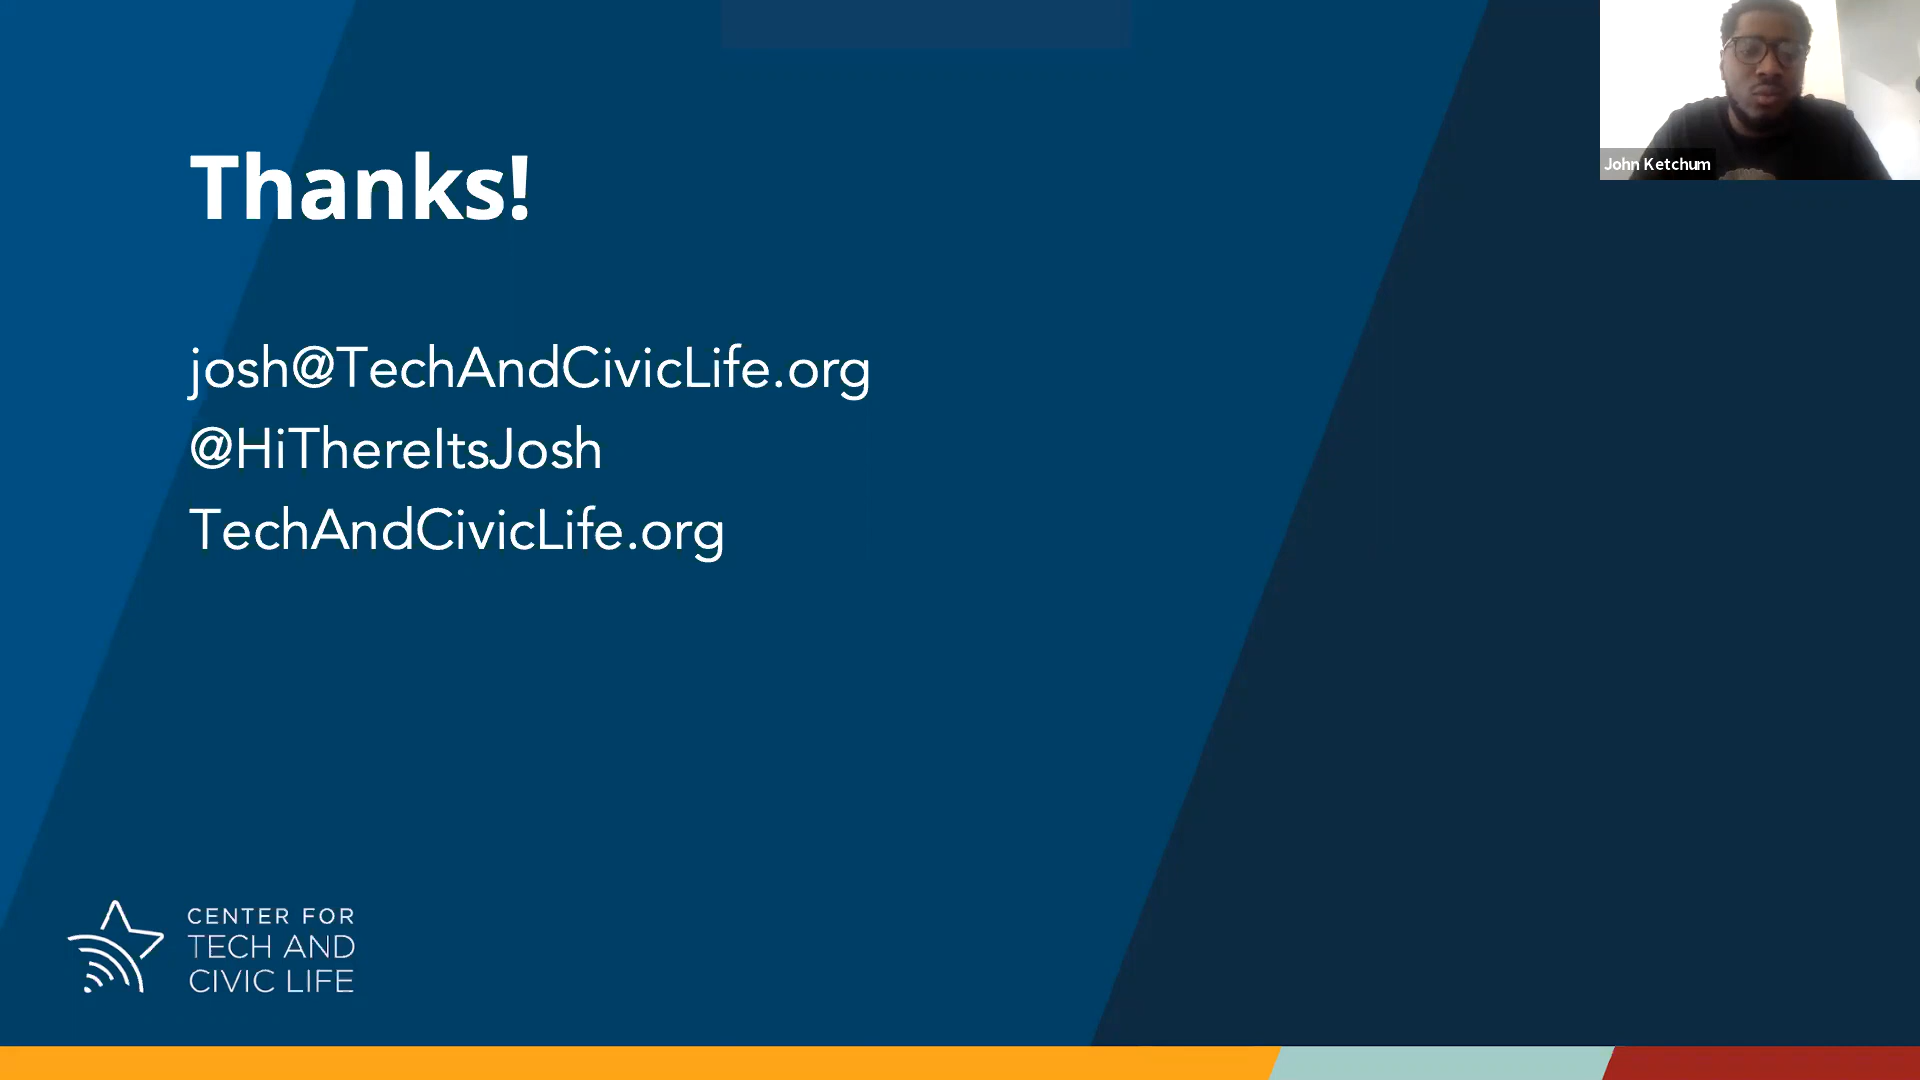 Thanks!
josh@TechAndCivicLife.org
@HiThereItsJosh
TechAndCivicLife.org
CENTER FOR
TECH AND
CIVIC LIFE
John Ketchum